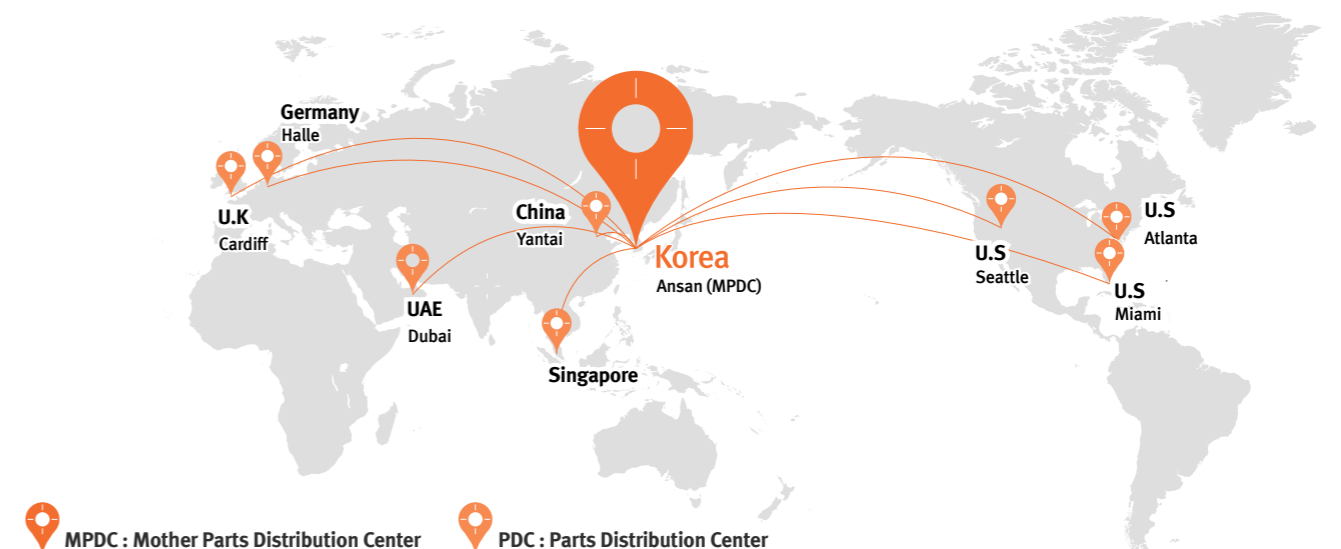 Germany
Halle
U.K
Cardiff
China
Yantai
Korea
Ansan (MPDC)
UAE
Dubai
Singapore
U.S
Seattle
U.S
Atlanta
U.S
Miami
MPDC : Mother Parts Distribution Center
PDC : Parts Distribution Center